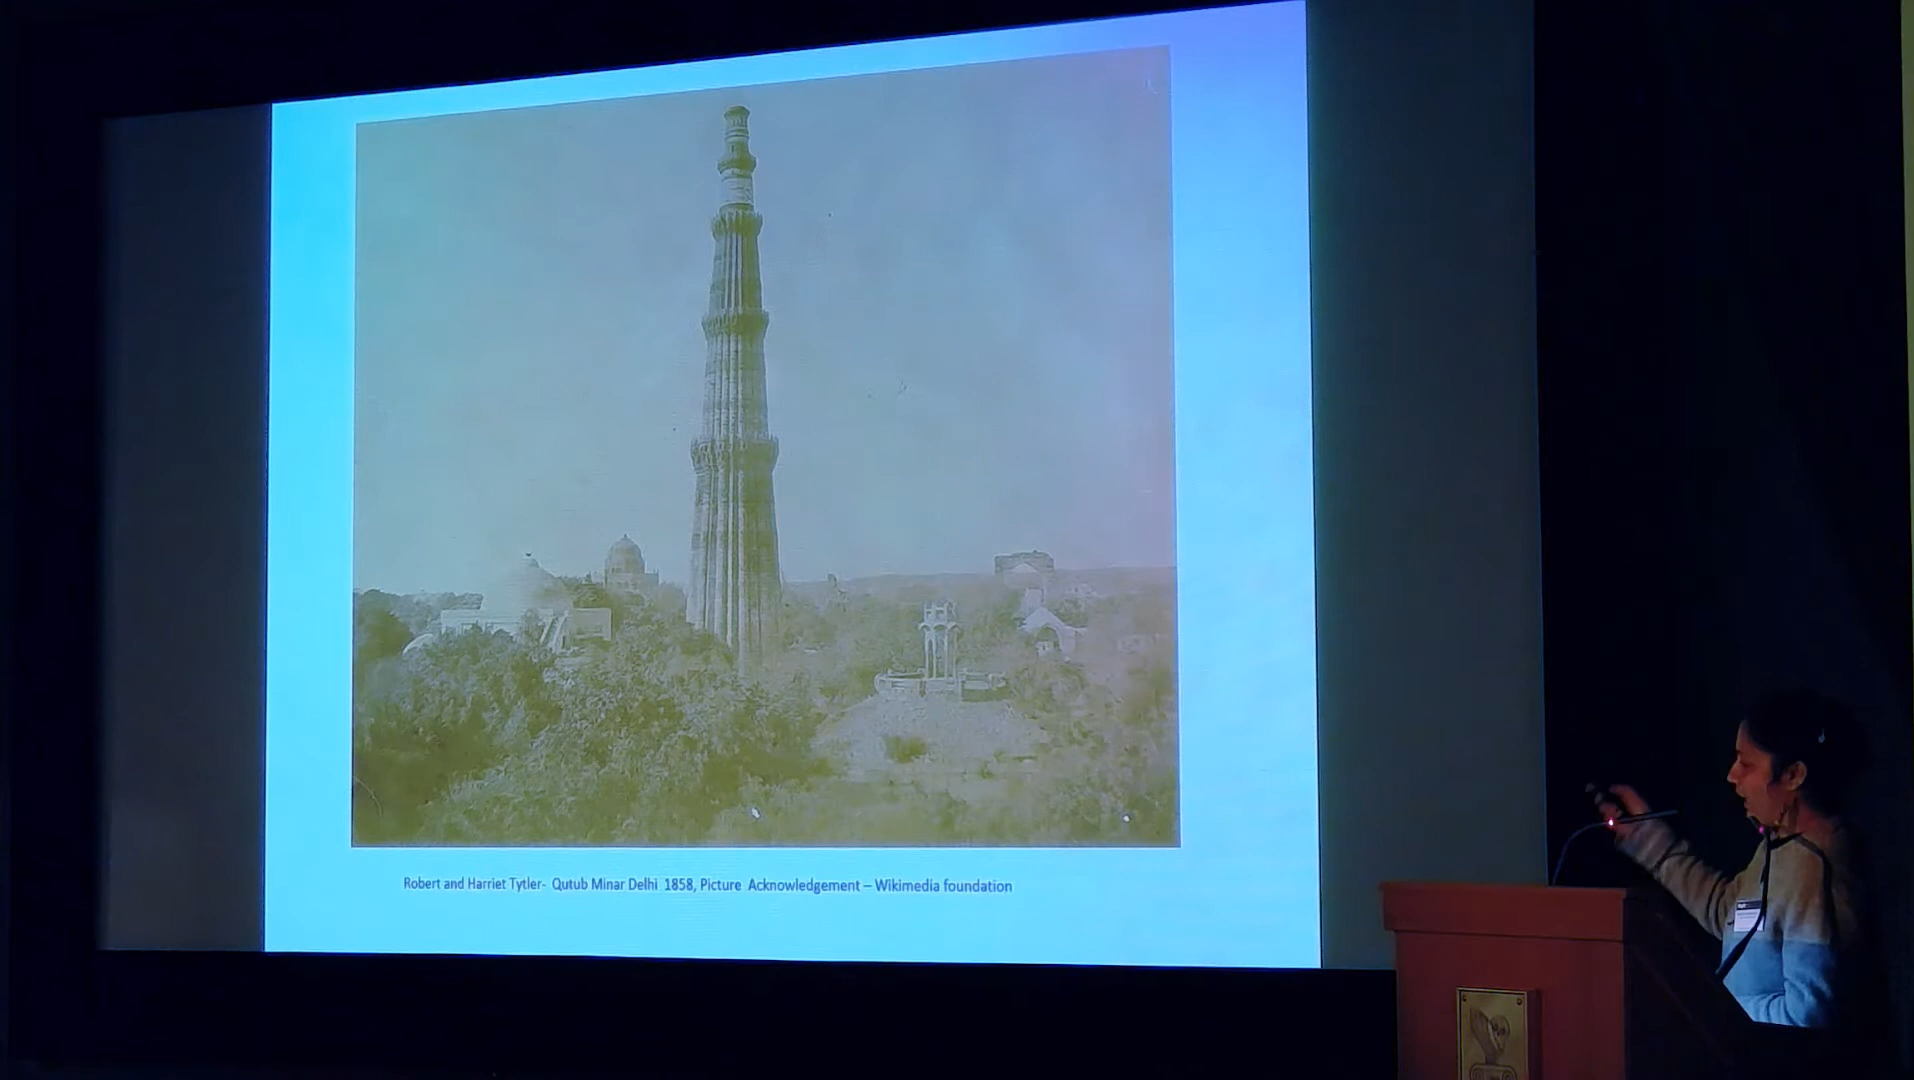 Robert and Harriet Tytler- Qutub Minar Delhi 1858, Picture Acknowledgement – Wikimedia foundation